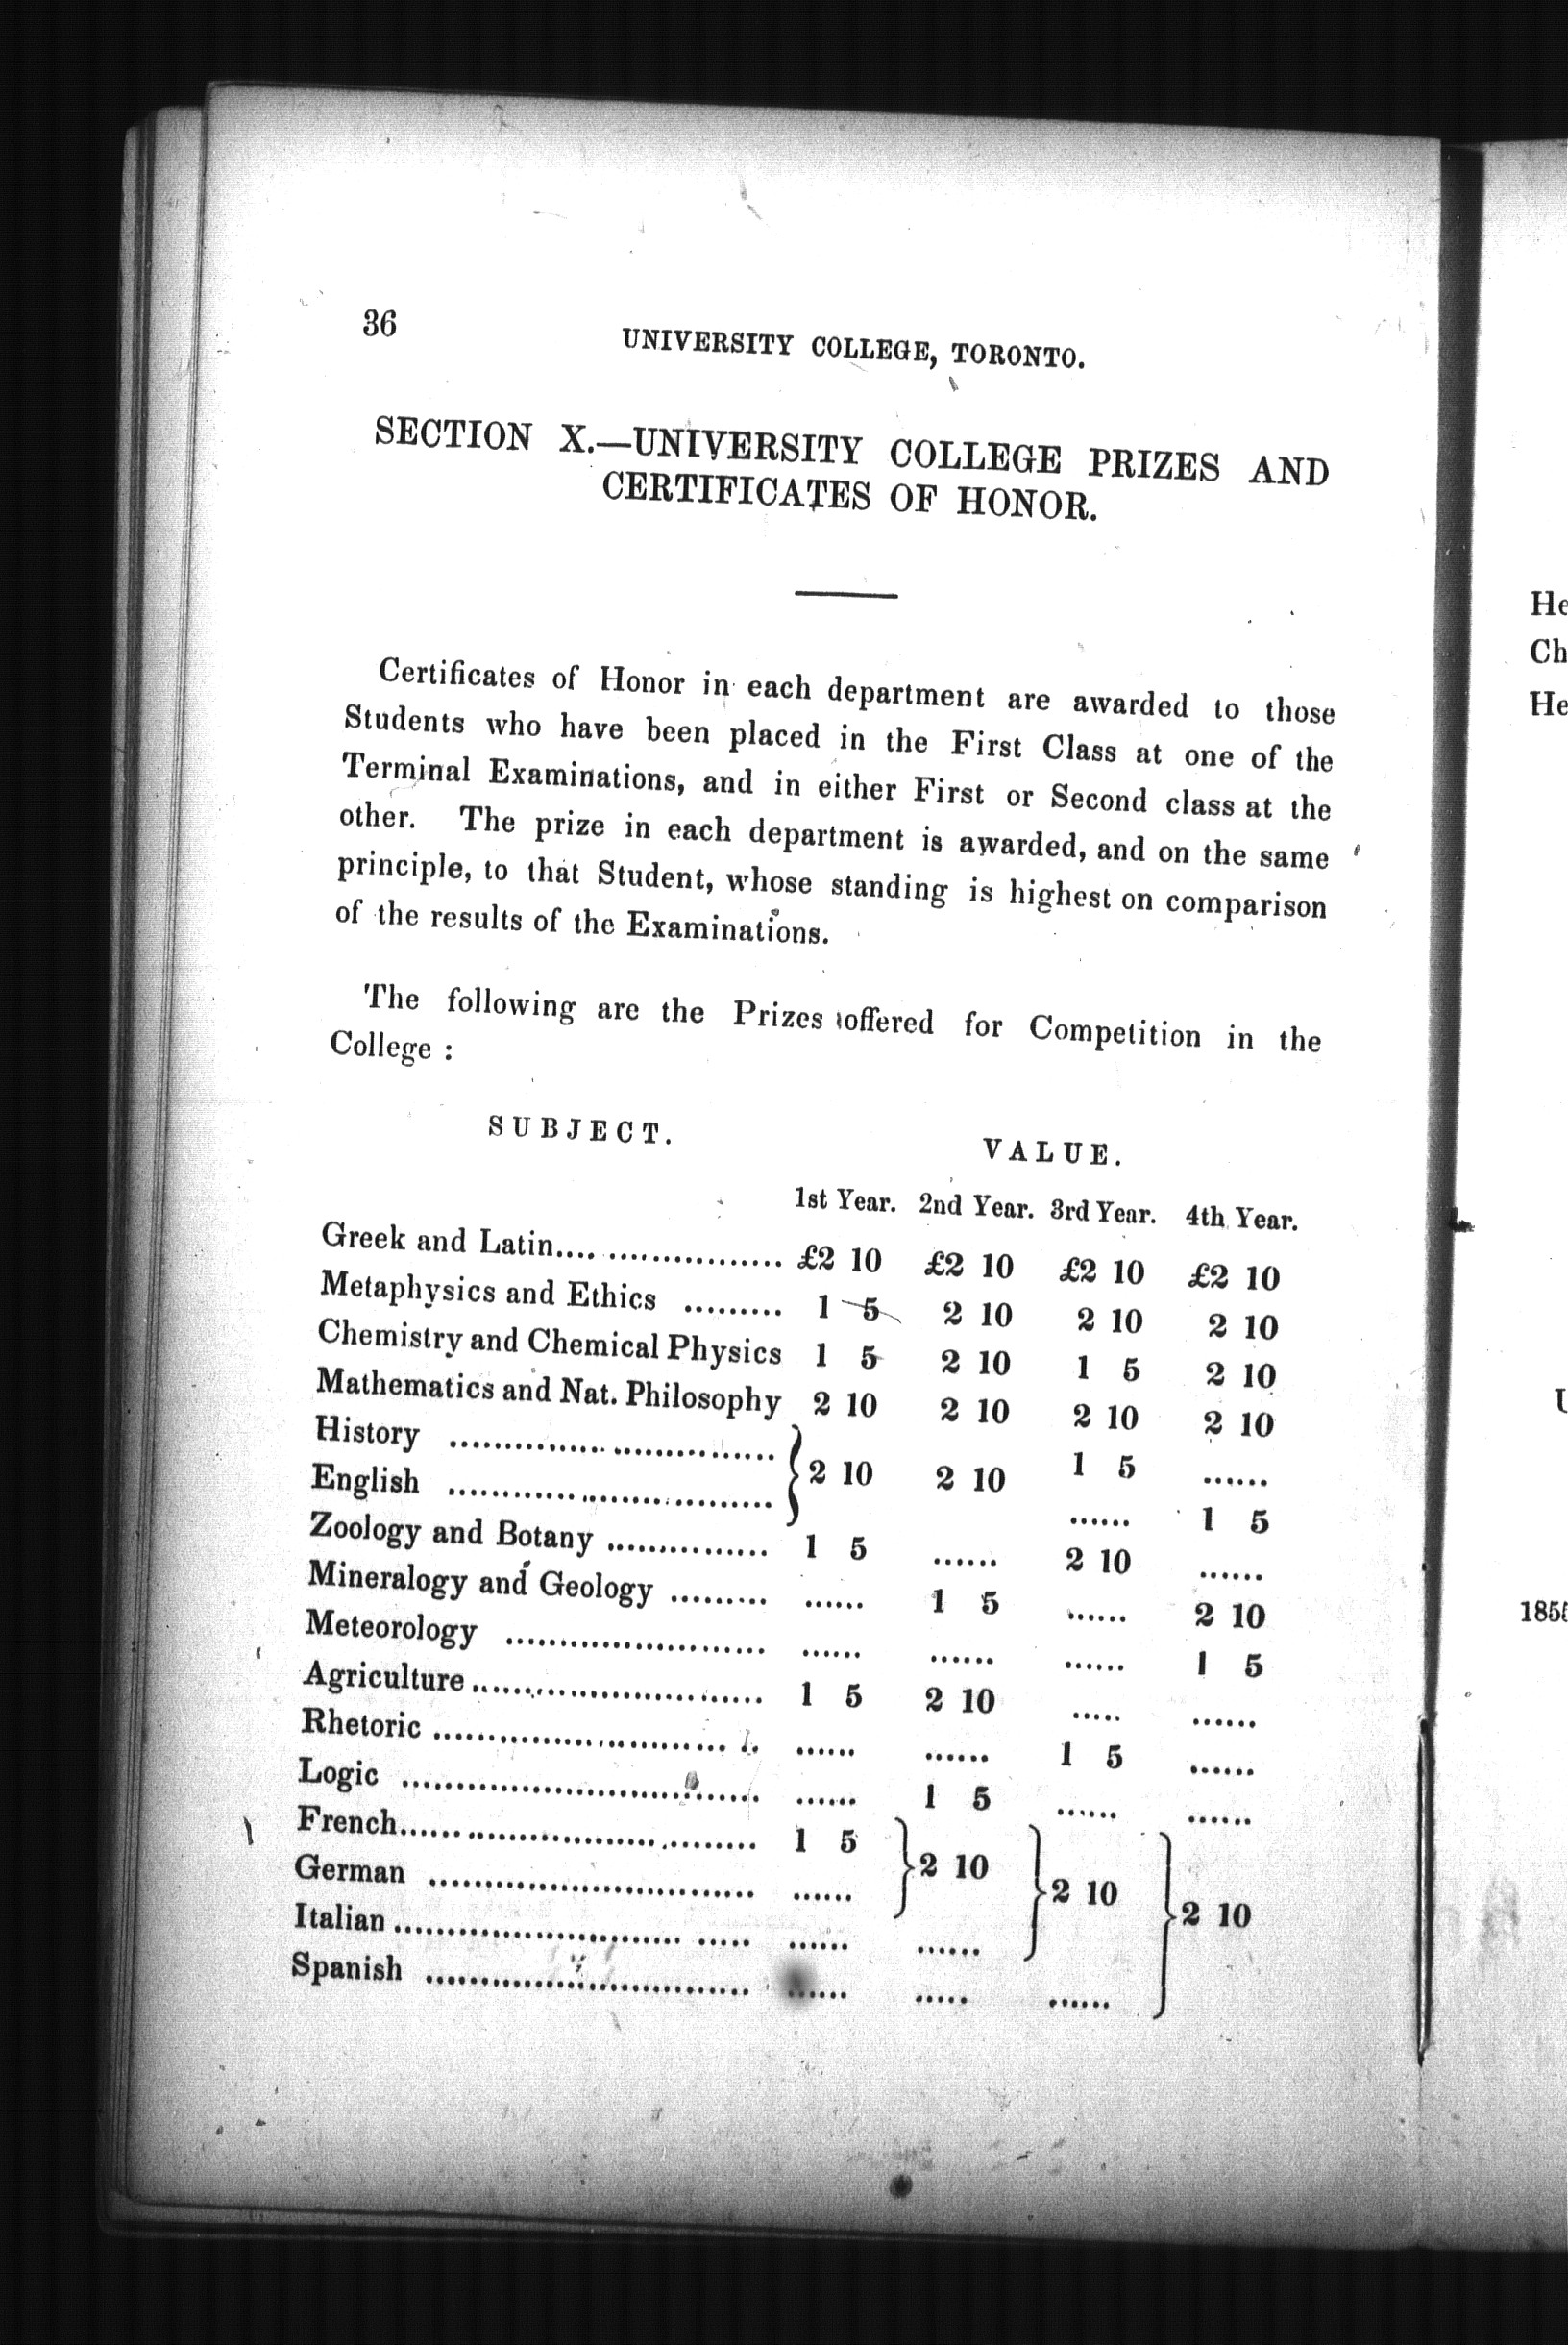 36
UNIVERSITY COLLEGE, TORONTO.
SECTION X.—UNIVERSITY COLLEGE PRIZES AND
CERTIFICATES OF HONOR.
Certificates of Honor in each department are awarded to those
Students who have been placed in the First Class at one of the
Terminal Examinations, and in either First or Second class at the
other. The prize in each department is awarded, and on the same
principle, to that Student, whose standing is highest on comparison
of the results of the Examinations.
The following are the Prizes offered for Competition in the
College :
SUBJECT. VALUE.
1st Year. 2nd Year. 3rd Year. 4th Year.
Greek and Latin.................... £2 10 £2 10 £2 10 £2 10
Metaphysics and Ethics ......... 1 5 2 10 2 10 2 10
Chemistry and Chemical Physics 1 5 2 10 1 5 2 10
Mathematics and Nat. Philosophy 2 10 2 10 2 10 2 10
History .............................. } 2 10 2 10 1 5 ......
English .............................. ...... 1 5
Zoology and Botany ............... 1 5 ...... 2 10 ......
Mineralogy and Geology ......... ...... 1 5 ...... 2 10
Meteorology ........................ ...... ...... ...... 1 5
Agriculture........................... 1 5 2 10 ..... ......
Rhetoric .............................. ...... ...... 1 5 ......
Logic ................................. ...... 1 5 ...... ......
French................................. 1 5 } 2 10 } 2 10 } 2 10
German .............................. ......
Italian ................................. ...... ......
Spanish .............................. ...... ..... ......
He
Ch
He
U
185